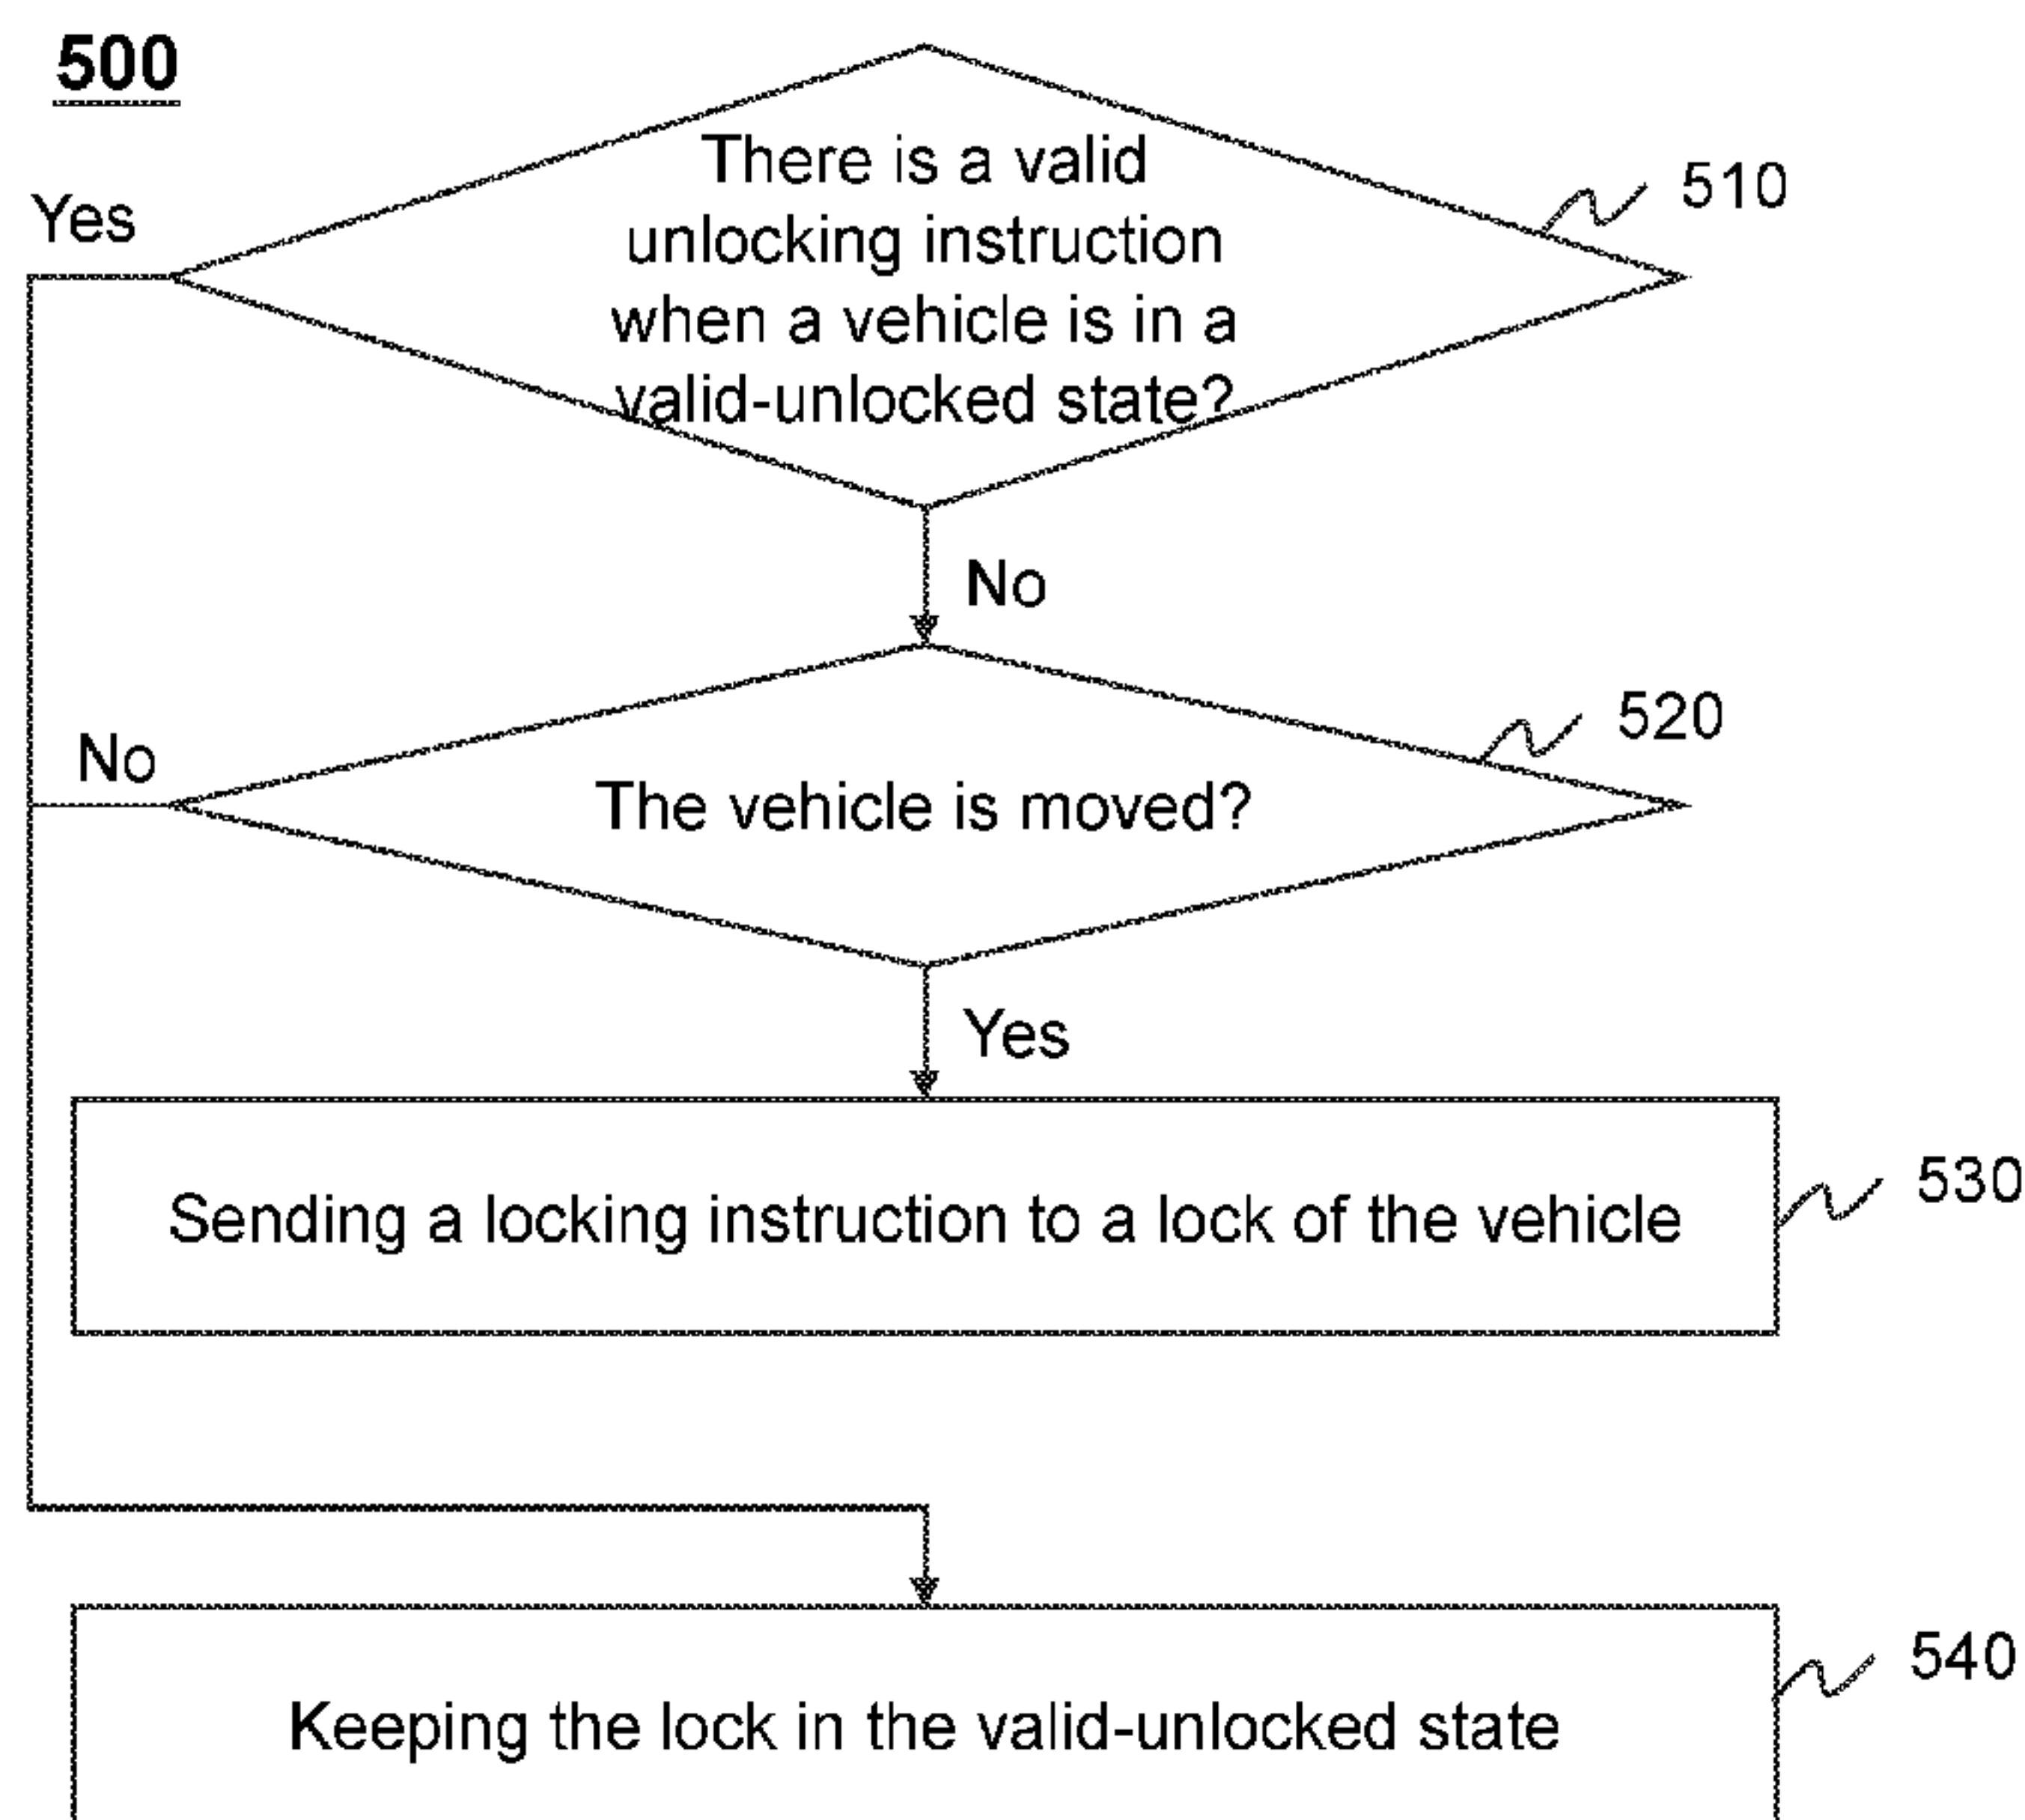 500
There is a valid
unlocking instruction
when a vehicle is in a
valid-unlocked state?
510
Yes
No
The vehicle is moved?
520
No
Yes
Sending a locking instruction to a lock of the vehicle
530
Keeping the lock in the valid-unlocked state
540